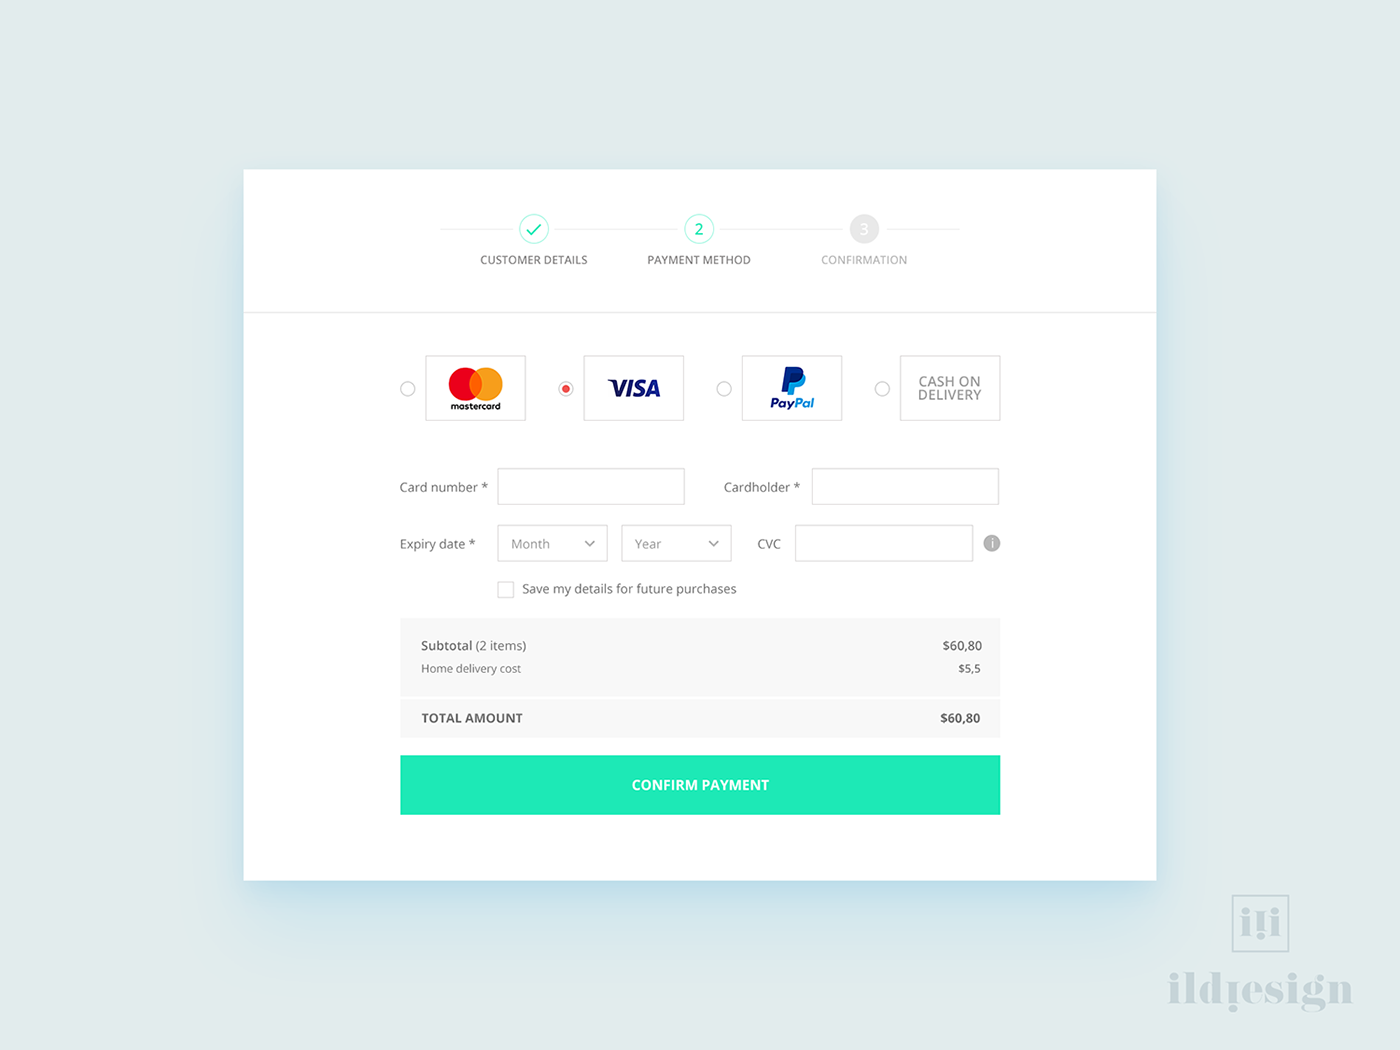 2
3
CUSTOMER DETAILS
PAYMENT METHOD
CONFIRMATION
mastercard
VISA
PayPal
CASH ON
DELIVERY
Card number *
Cardholder *
Expiry date *
Month
Year
CVC
i
Save my details for future purchases
Subtotal (2 items)
$60,80
Home delivery cost
$5,5
TOTAL AMOUNT
$60,80
CONFIRM PAYMENT
ildiesign